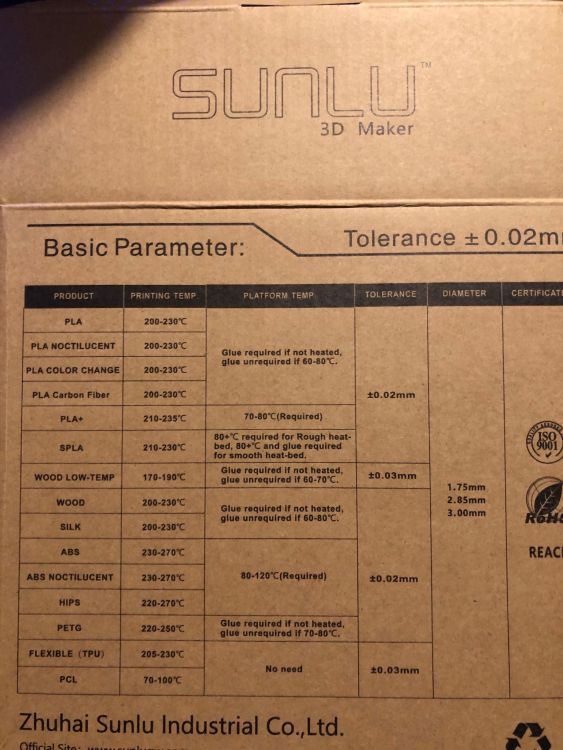 SUNLU™
3D Maker
Basic Parameter:
Tolerance ±0.02m
PRODUCT PRINTING TEMP PLATFORM TEMP TOLERANCE DIAMETER CERTIFICATE
PLA 200-230℃
PLA NOCTILUCENT 200-230℃
Glue required if not heated,
glue unrequired if 60-80℃.
PLA COLOR CHANGE 200-230℃
PLA Carbon Fiber 200-230℃
±0.02mm
PLA+ 210-235℃ 70-80℃(Required)
SPLA 210-230℃
80+℃ required for Rough heat-
bed, 80+℃ and glue required
for smooth heat-bed.
WOOD LOW-TEMP 170-190℃
Glue required if not heated,
glue unrequired if 60-70℃.
±0.03mm
1.75mm
2.85mm
3.00mm
WOOD 200-230℃
Glue required if not heated,
glue unrequired if 60-80℃.
SILK 200-230℃
ABS 230-270℃
ABS NOCTILUCENT 230-270℃ 80-120℃(Required) ±0.02mm
HIPS 220-270℃
PETG 220-250℃
Glue required if not heated,
glue unrequired if 70-80℃.
FLEXIBLE (TPU) 205-230℃
No need ±0.03mm
PCL 70-100℃
ISO
9001
RoHS
REACH
Zhuhai Sunlu Industrial Co.,Ltd.
Official Site: